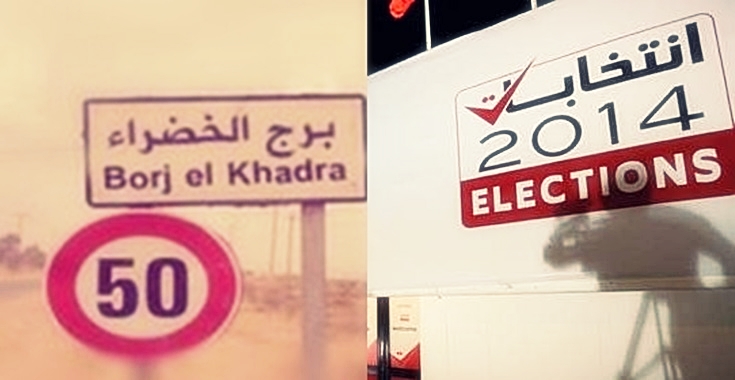 برج الخضراء
Borj el Khadra
50
انتخابات
2014
ELECTIONS